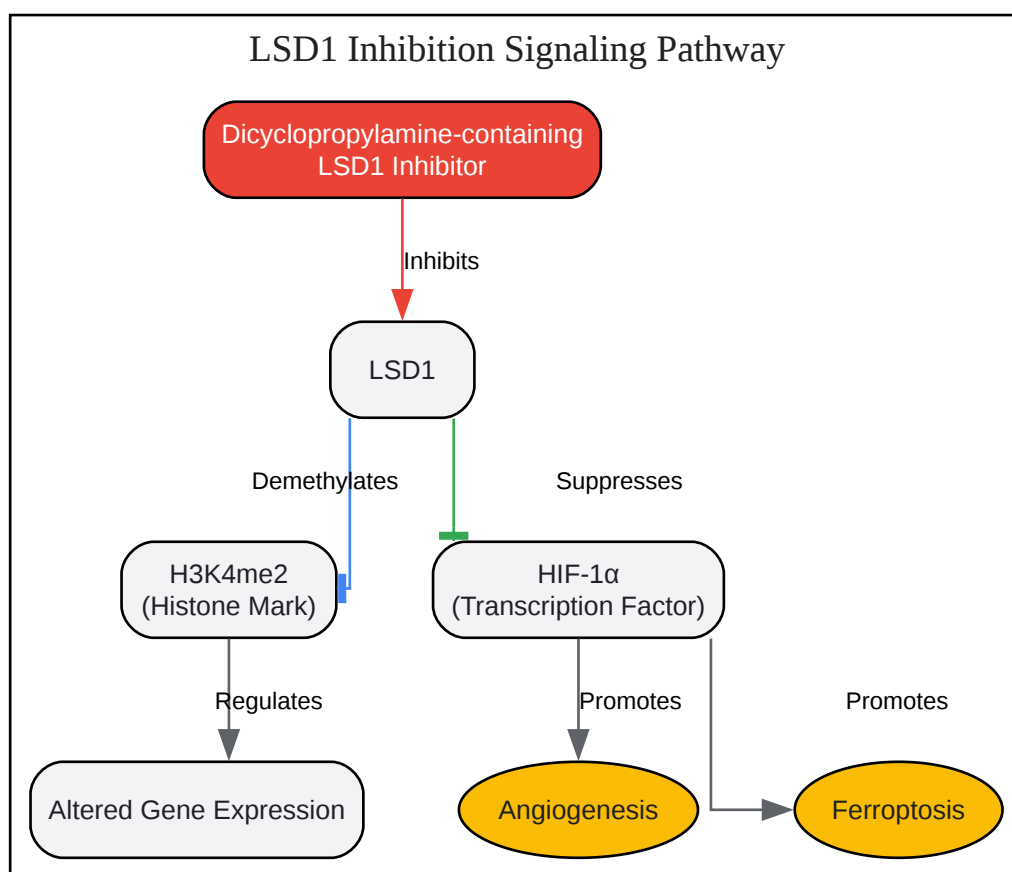 LSD1 Inhibition Signaling Pathway
Dicyclopropylamine-containing
LSD1 Inhibitor
Inhibits
LSD1
Demethylates
Suppresses
H3K4me2
(Histone Mark)
HIF-1α
(Transcription Factor)
Regulates
Promotes
Promotes
Altered Gene Expression
Angiogenesis
Ferroptosis